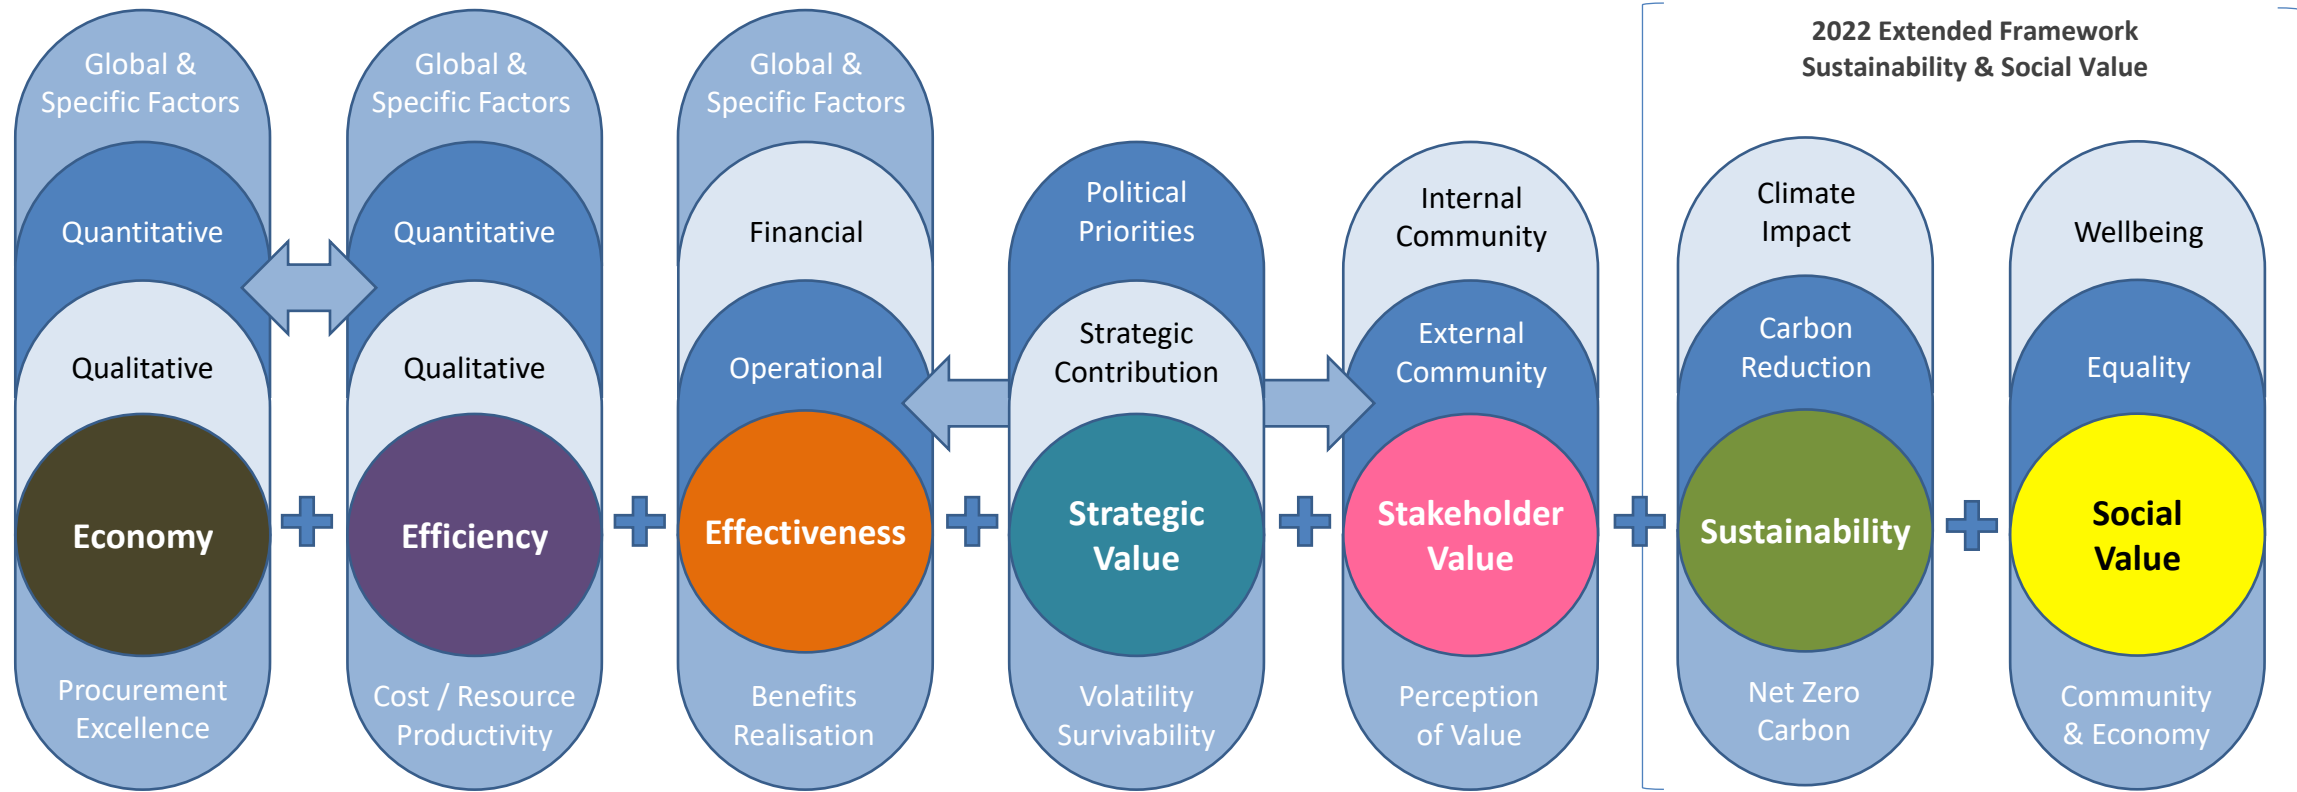 2022 Extended Framework
Sustainability & Social Value
Global &
Specific Factors
Quantitative
Qualitative
Economy
Procurement
Excellence
Global &
Specific Factors
Quantitative
Qualitative
Efficiency
Cost / Resource
Productivity
Global &
Specific Factors
Financial
Operational
Effectiveness
Benefits
Realisation
Political
Priorities
Strategic
Contribution
Strategic
Value
Volatility
Survivability
Internal
Community
External
Community
Stakeholder
Value
Perception
of Value
Climate
Impact
Carbon
Reduction
Sustainability
Net Zero
Carbon
Wellbeing
Equality
Social
Value
Community
& Economy